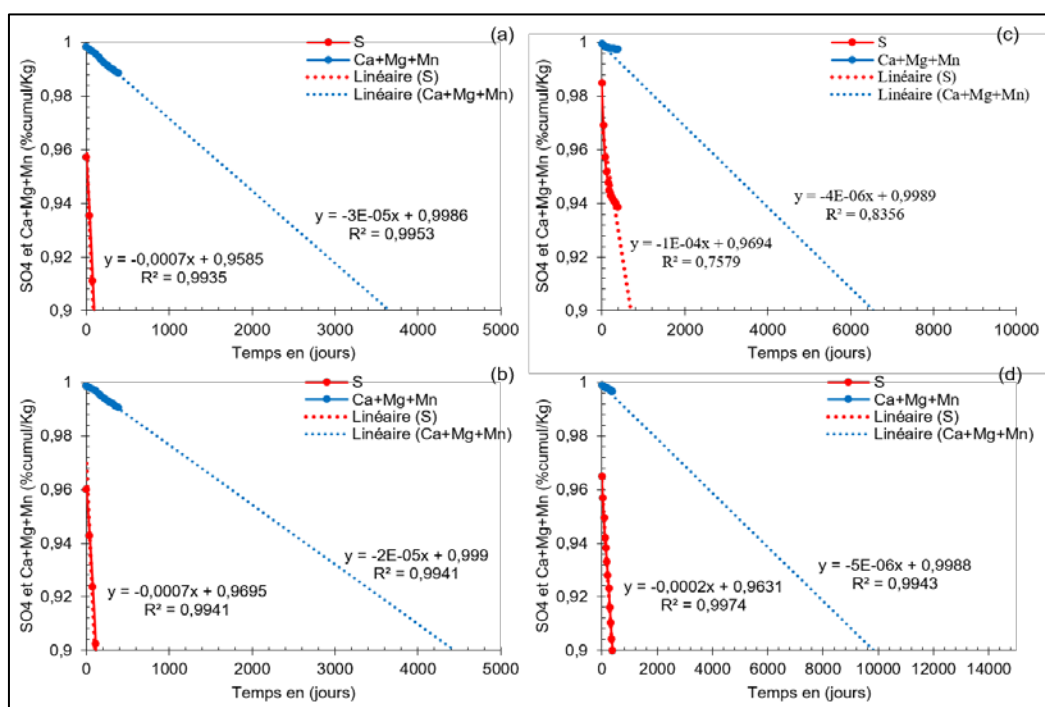 (a)
S
Ca+Mg+Mn
Linéaire (S)
Linéaire (Ca+Mg+Mn)
SO4 et Ca+Mg+Mn (%cumul/Kg)
1
0,98
0,96
0,94
0,92
0,9
y = -3E-05x + 0,9986
R² = 0,9953
y = -0,0007x + 0,9585
R² = 0,9935
0 1000 2000 3000 4000 5000
Temps en (jours)
(c)
S
Ca+Mg+Mn
Linéaire (S)
Linéaire (Ca+Mg+Mn)
SO4 et Ca+Mg+Mn (%cumul/Kg)
1
0,98
0,96
0,94
0,92
0,9
y = -4E-06x + 0,9989
R² = 0,8356
y = -1E-04x + 0,9694
R² = 0,7579
0 2000 4000 6000 8000 10000
Temps en (jours)
(b)
S
Ca+Mg+Mn
Linéaire (S)
Linéaire (Ca+Mg+Mn)
SO4 et Ca+Mg+Mn (%cumul/Kg)
1
0,98
0,96
0,94
0,92
0,9
y = -2E-05x + 0,999
R² = 0,9941
y = -0,0007x + 0,9695
R² = 0,9941
0 1000 2000 3000 4000 5000
Temps en (jours)
(d)
S
Ca+Mg+Mn
Linéaire (S)
Linéaire (Ca+Mg+Mn)
SO4 et Ca+Mg+Mn (%cumul/Kg)
1
0,98
0,96
0,94
0,92
0,9
y = -5E-06x + 0,9988
R² = 0,9943
y = -0,0002x + 0,9631
R² = 0,9974
0 2000 4000 6000 8000 10000 12000 14000
Temps en (jours)